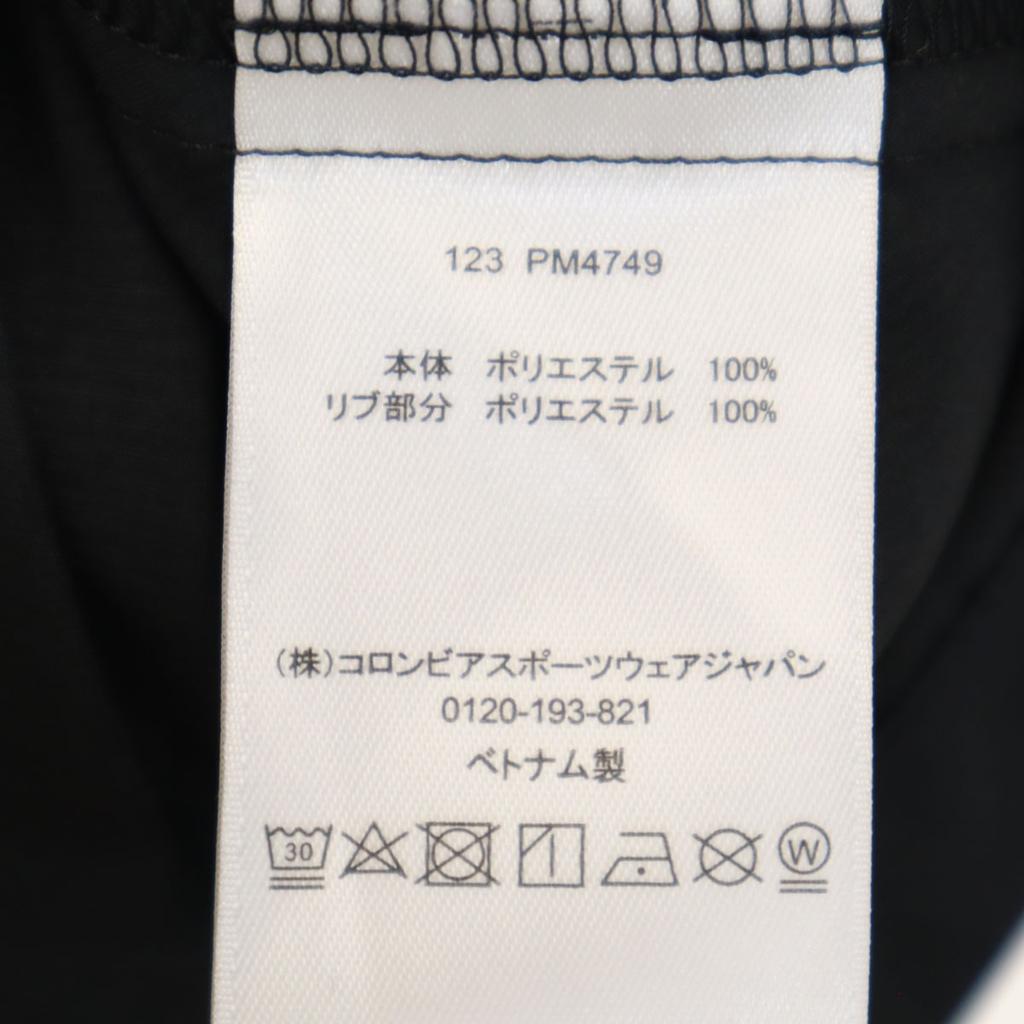 123 PM4749
本体 ポリエステル 100%
リブ部分 ポリエステル 100%
(株)コロンビアスポーツウェアジャパン
0120-193-821
ベトナム製
30 W